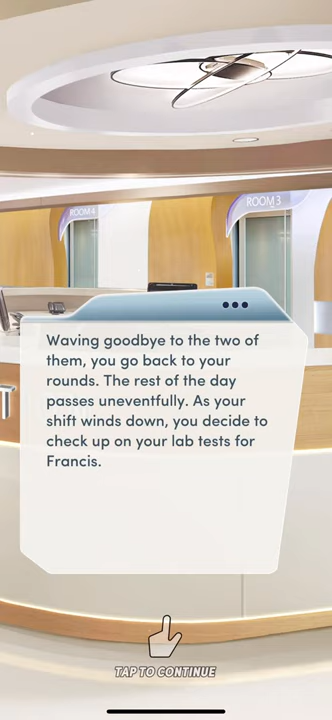 ROOM 4
ROOM 3
T
Waving goodbye to the two of
them, you go back to your
rounds. The rest of the day
passes uneventfully. As your
shift winds down, you decide to
check up on your lab tests for
Francis.
TAP TO CONTINUE